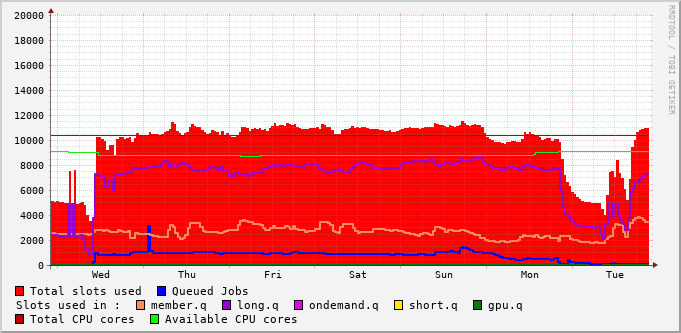 20000
18000
16000
14000
12000
10000
8000
6000
4000
2000
0
Wed Thu Fri Sat Sun Mon Tue
Total slots used Queued Jobs
Slots used in : member.q long.q ondemand.q short.q gpu.q
Total CPU cores Available CPU cores
RRDTOOL / TOBI OETIKER